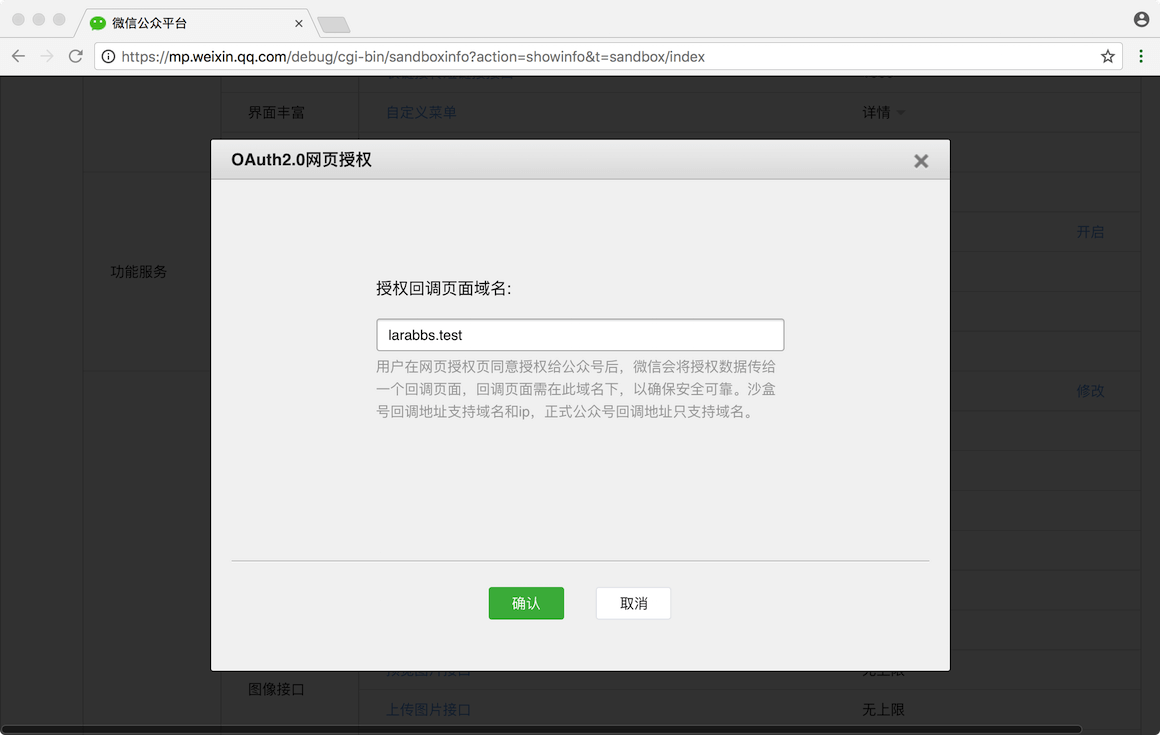 微信公众平台
https://mp.weixin.qq.com/debug/cgi-bin/sandboxinfo?action=showinfo&t=sandbox/index
界面丰富 自定义菜单 详情
OAuth2.0网页授权
开启
功能服务
授权回调页面域名:
larabbs.test
用户在网页授权页同意授权给公众号后，微信会将授权数据传给
一个回调页面，回调页面需在此域名下，以确保安全可靠。沙盒
号回调地址支持域名和ip，正式公众号回调地址只支持域名。
修改
确认 取消
预览图片接口 无上限
图像接口
上传图片接口 无上限